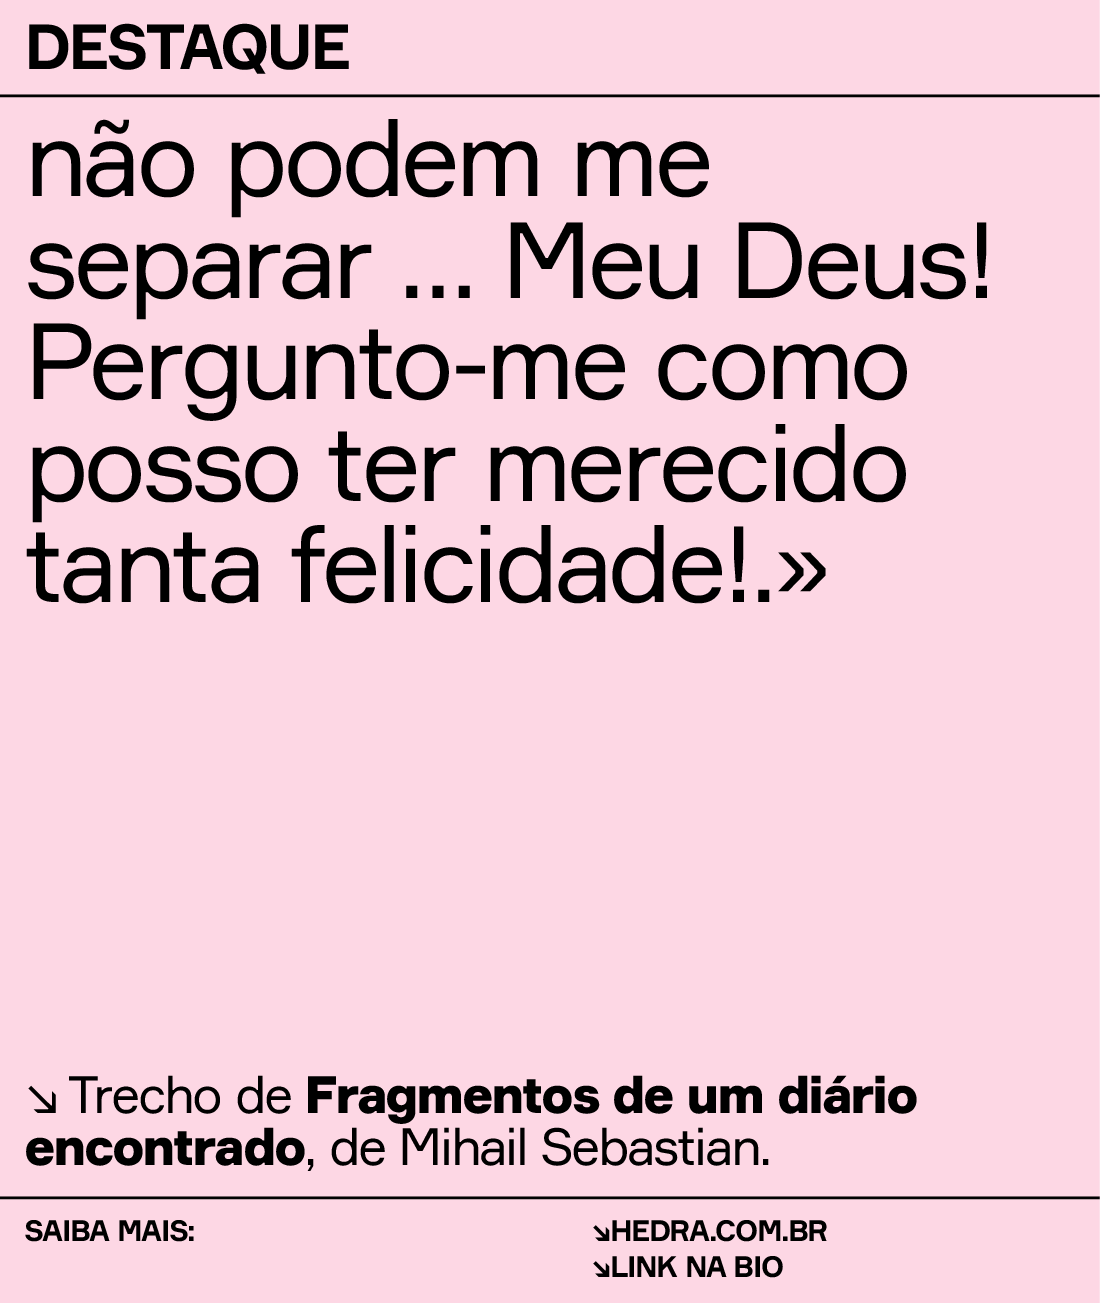 DESTAQUE
não podem me
separar ... Meu Deus!
Pergunto-me como
posso ter merecido
tanta felicidade!.»
↘ Trecho de Fragmentos de um diário
encontrado, de Mihail Sebastian.
SAIBA MAIS:
↘HEDRA.COM.BR
↘LINK NA BIO